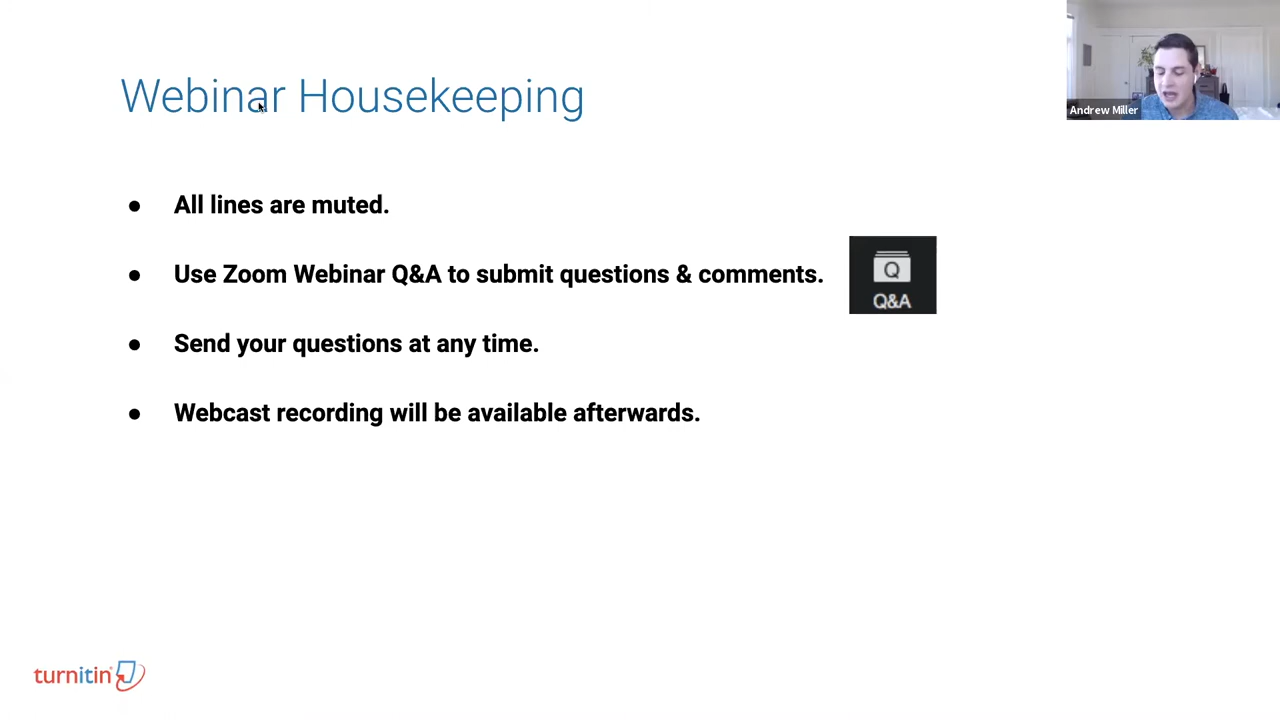 Webinar Housekeeping
Andrew Miller
● All lines are muted.
● Use Zoom Webinar Q&A to submit questions & comments.
Q
Q&A
● Send your questions at any time.
● Webcast recording will be available afterwards.
turnitin